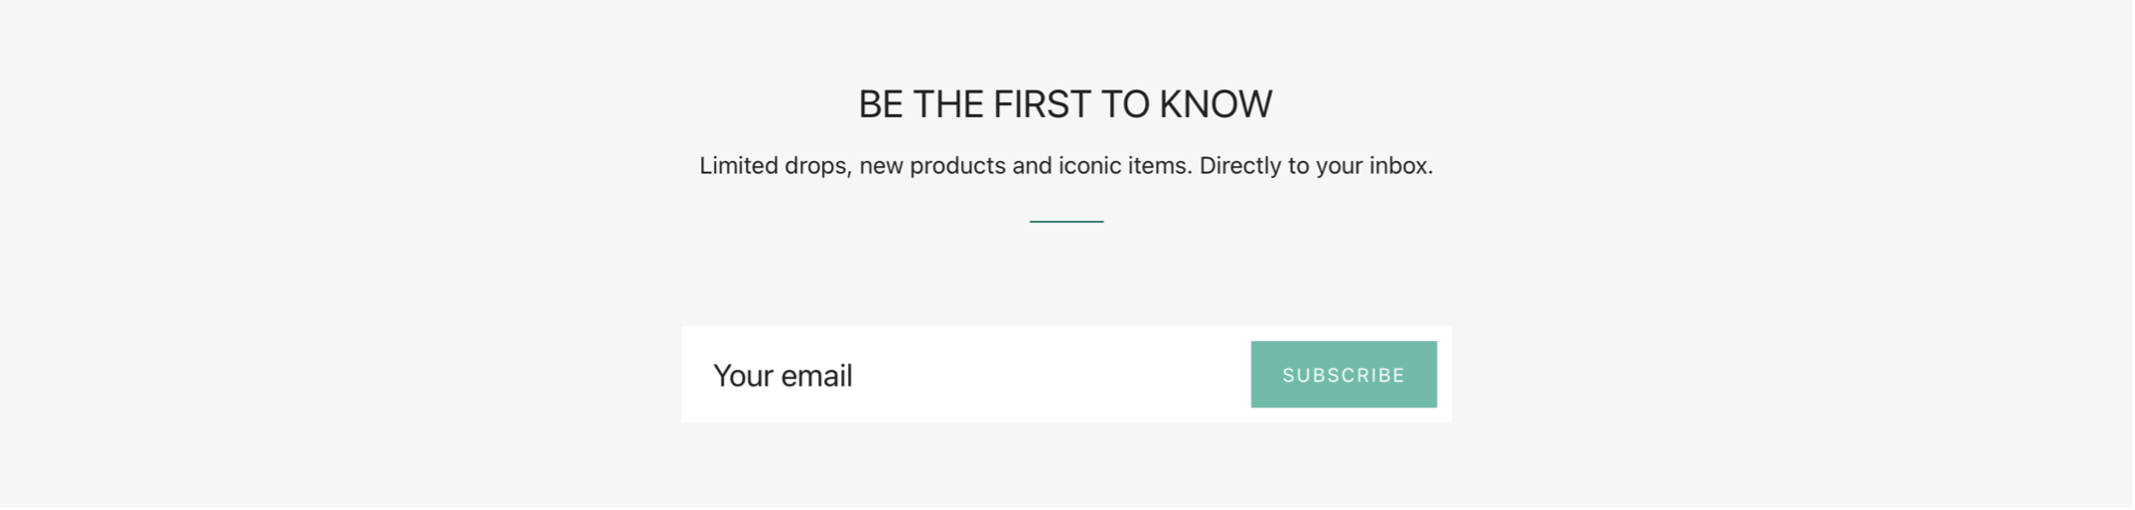 BE THE FIRST TO KNOW
Limited drops, new products and iconic items. Directly to your inbox.
Your email
SUBSCRIBE